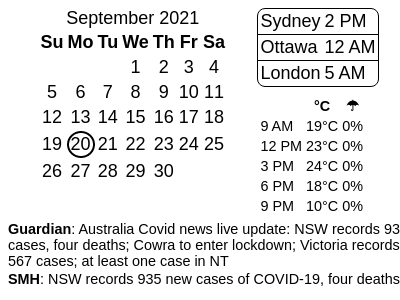 September 2021
Su Mo Tu We Th Fr Sa
1 2 3 4
5 6 7 8 9 10 11
12 13 14 15 16 17 18
19 20 21 22 23 24 25
26 27 28 29 30
Sydney 2 PM
Ottawa 12 AM
London 5 AM
°C ☂
9 AM 19°C 0%
12 PM 23°C 0%
3 PM 24°C 0%
6 PM 18°C 0%
9 PM 10°C 0%
Guardian: Australia Covid news live update: NSW records 93
cases, four deaths; Cowra to enter lockdown; Victoria records
567 cases; at least one case in NT
SMH: NSW records 935 new cases of COVID-19, four deaths